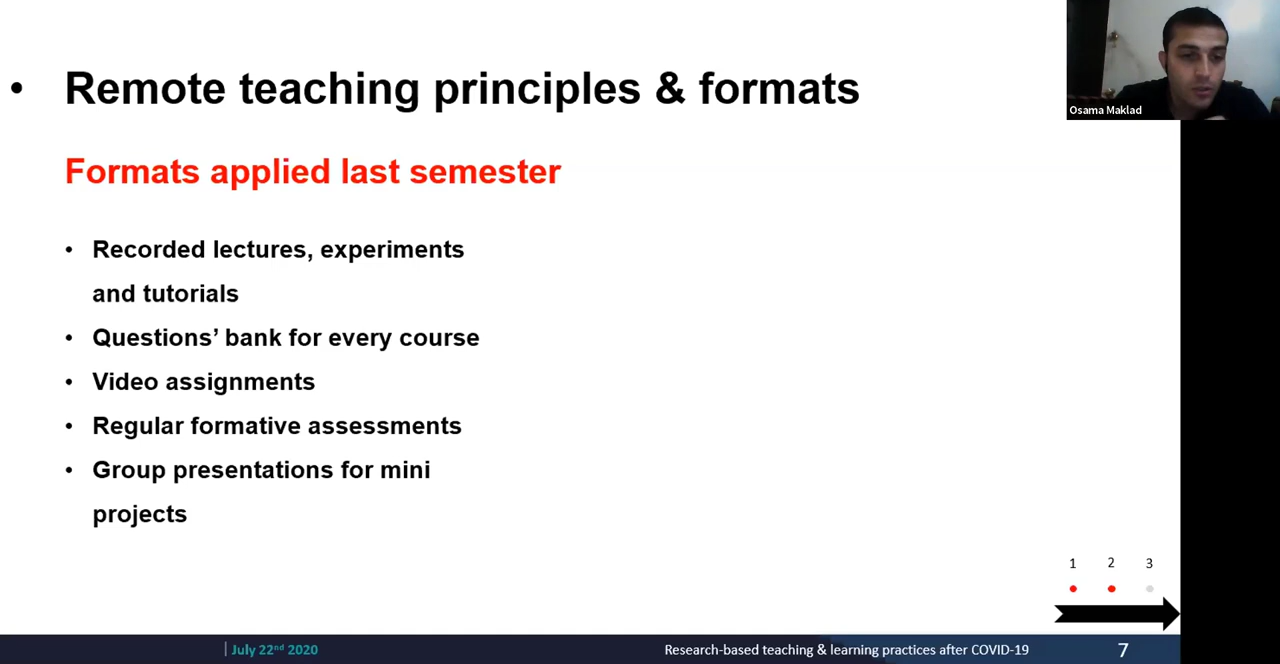 • Remote teaching principles & formats
Osama Maklad
Formats applied last semester
• Recorded lectures, experiments
and tutorials
• Questions’ bank for every course
• Video assignments
• Regular formative assessments
• Group presentations for mini
projects
1 2 3
| July 22nd 2020
Research-based teaching & learning practices after COVID-19
7